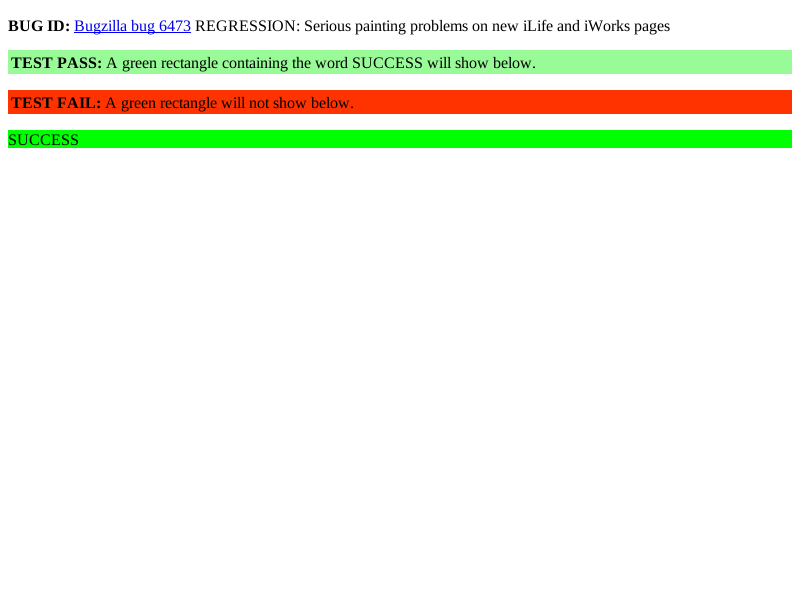 BUG ID: Bugzilla bug 6473 REGRESSION: Serious painting problems on new iLife and iWorks pages
TEST PASS: A green rectangle containing the word SUCCESS will show below.
TEST FAIL: A green rectangle will not show below.
SUCCESS